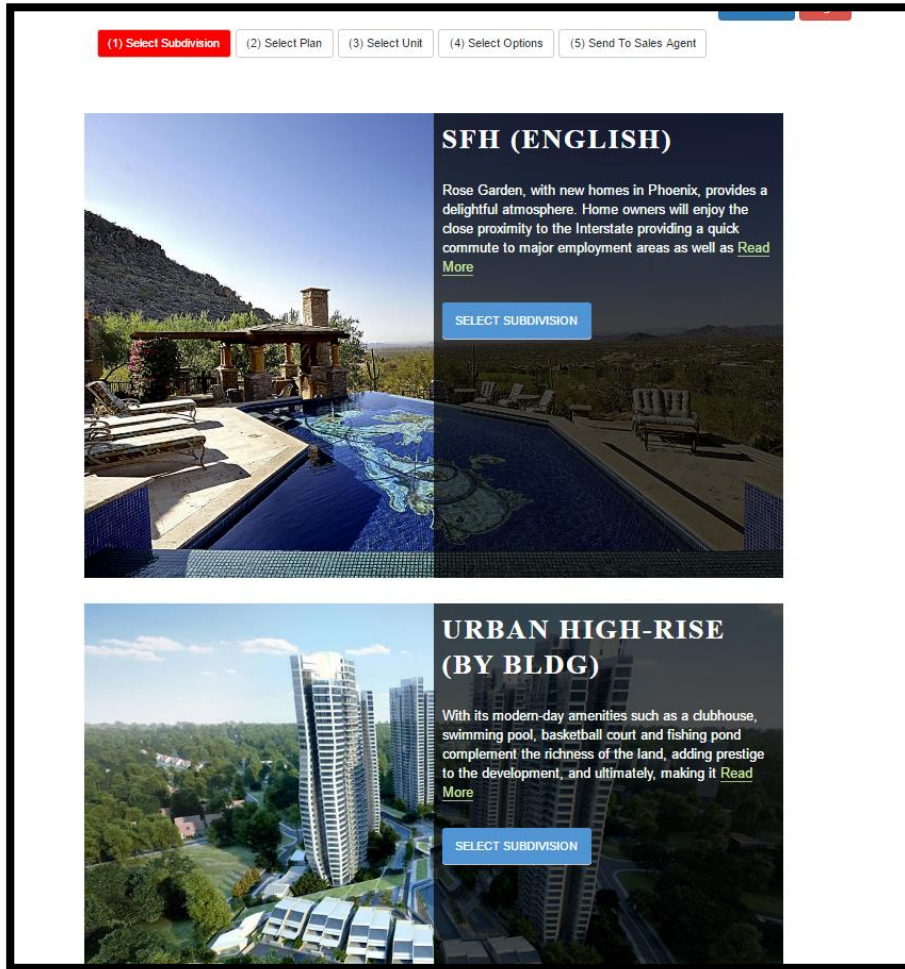 (1) Select Subdivision
(2) Select Plan
(3) Select Unit
(4) Select Options
(5) Send To Sales Agent
SFH (ENGLISH)
Rose Garden, with new homes in Phoenix, provides a
delightful atmosphere. Home owners will enjoy the
close proximity to the Interstate providing a quick
commute to major employment areas as well as Read
More
SELECT SUBDIVISION
URBAN HIGH-RISE
(BY BLDG)
With its modern-day amenities such as a clubhouse,
swimming pool, basketball court and fishing pond
complement the richness of the land, adding prestige
to the development, and ultimately, making it Read
More
SELECT SUBDIVISION